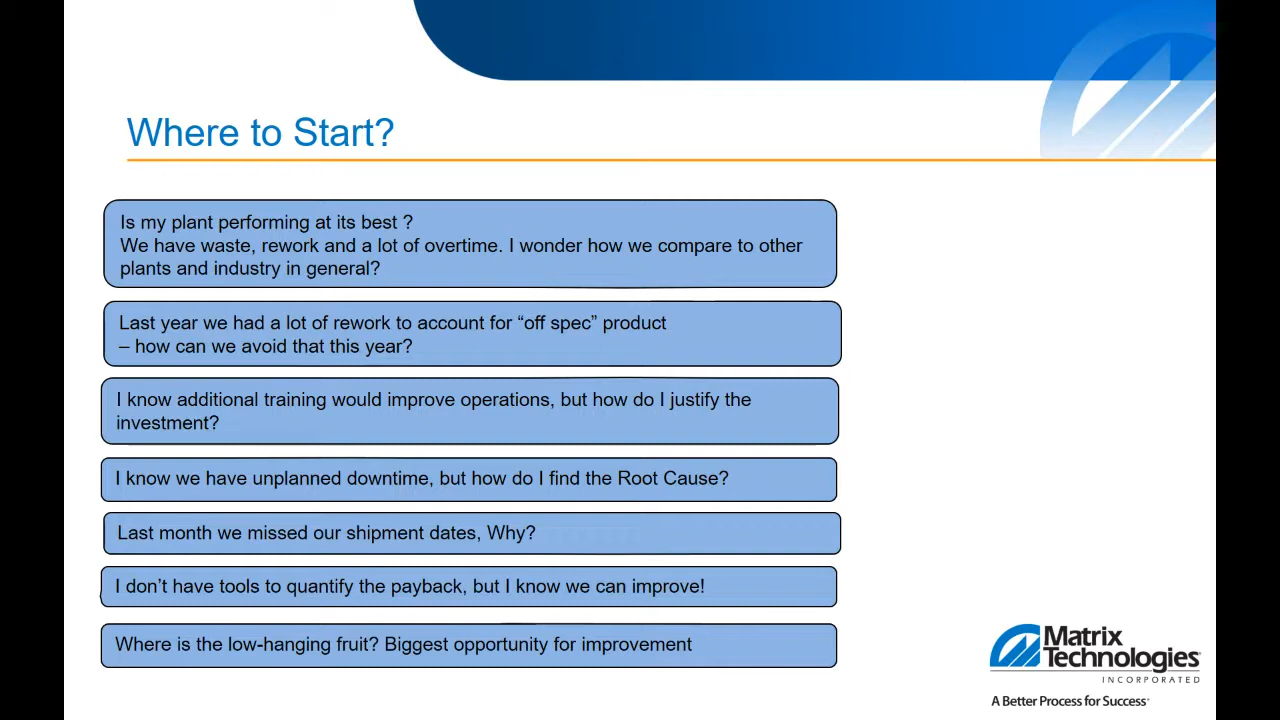 Where to Start?
Is my plant performing at its best ?
We have waste, rework and a lot of overtime. I wonder how we compare to other
plants and industry in general?
Last year we had a lot of rework to account for “off spec” product
– how can we avoid that this year?
I know additional training would improve operations, but how do I justify the
investment?
I know we have unplanned downtime, but how do I find the Root Cause?
Last month we missed our shipment dates, Why?
I don’t have tools to quantify the payback, but I know we can improve!
Where is the low-hanging fruit? Biggest opportunity for improvement
Matrix
Technologies
INCORPORATED
A Better Process for Success